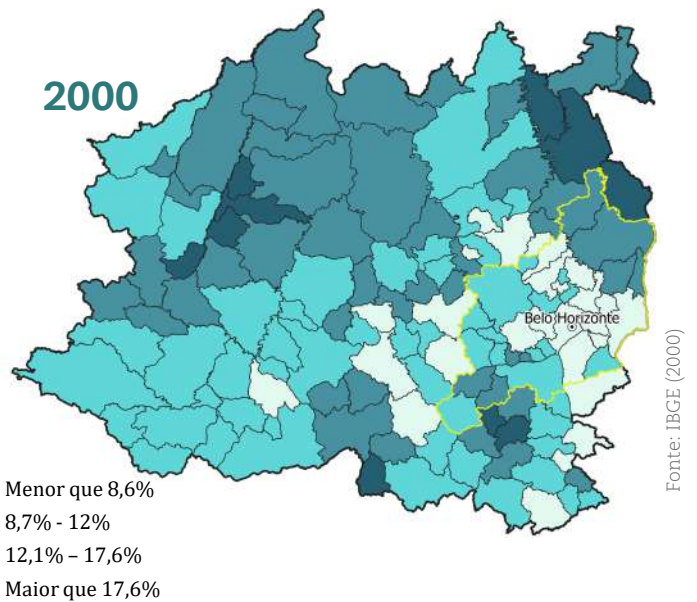 2000
Belo Horizonte
Fonte: IBGE (2000)
Menor que 8,6%
8,7% - 12%
12,1% – 17,6%
Maior que 17,6%